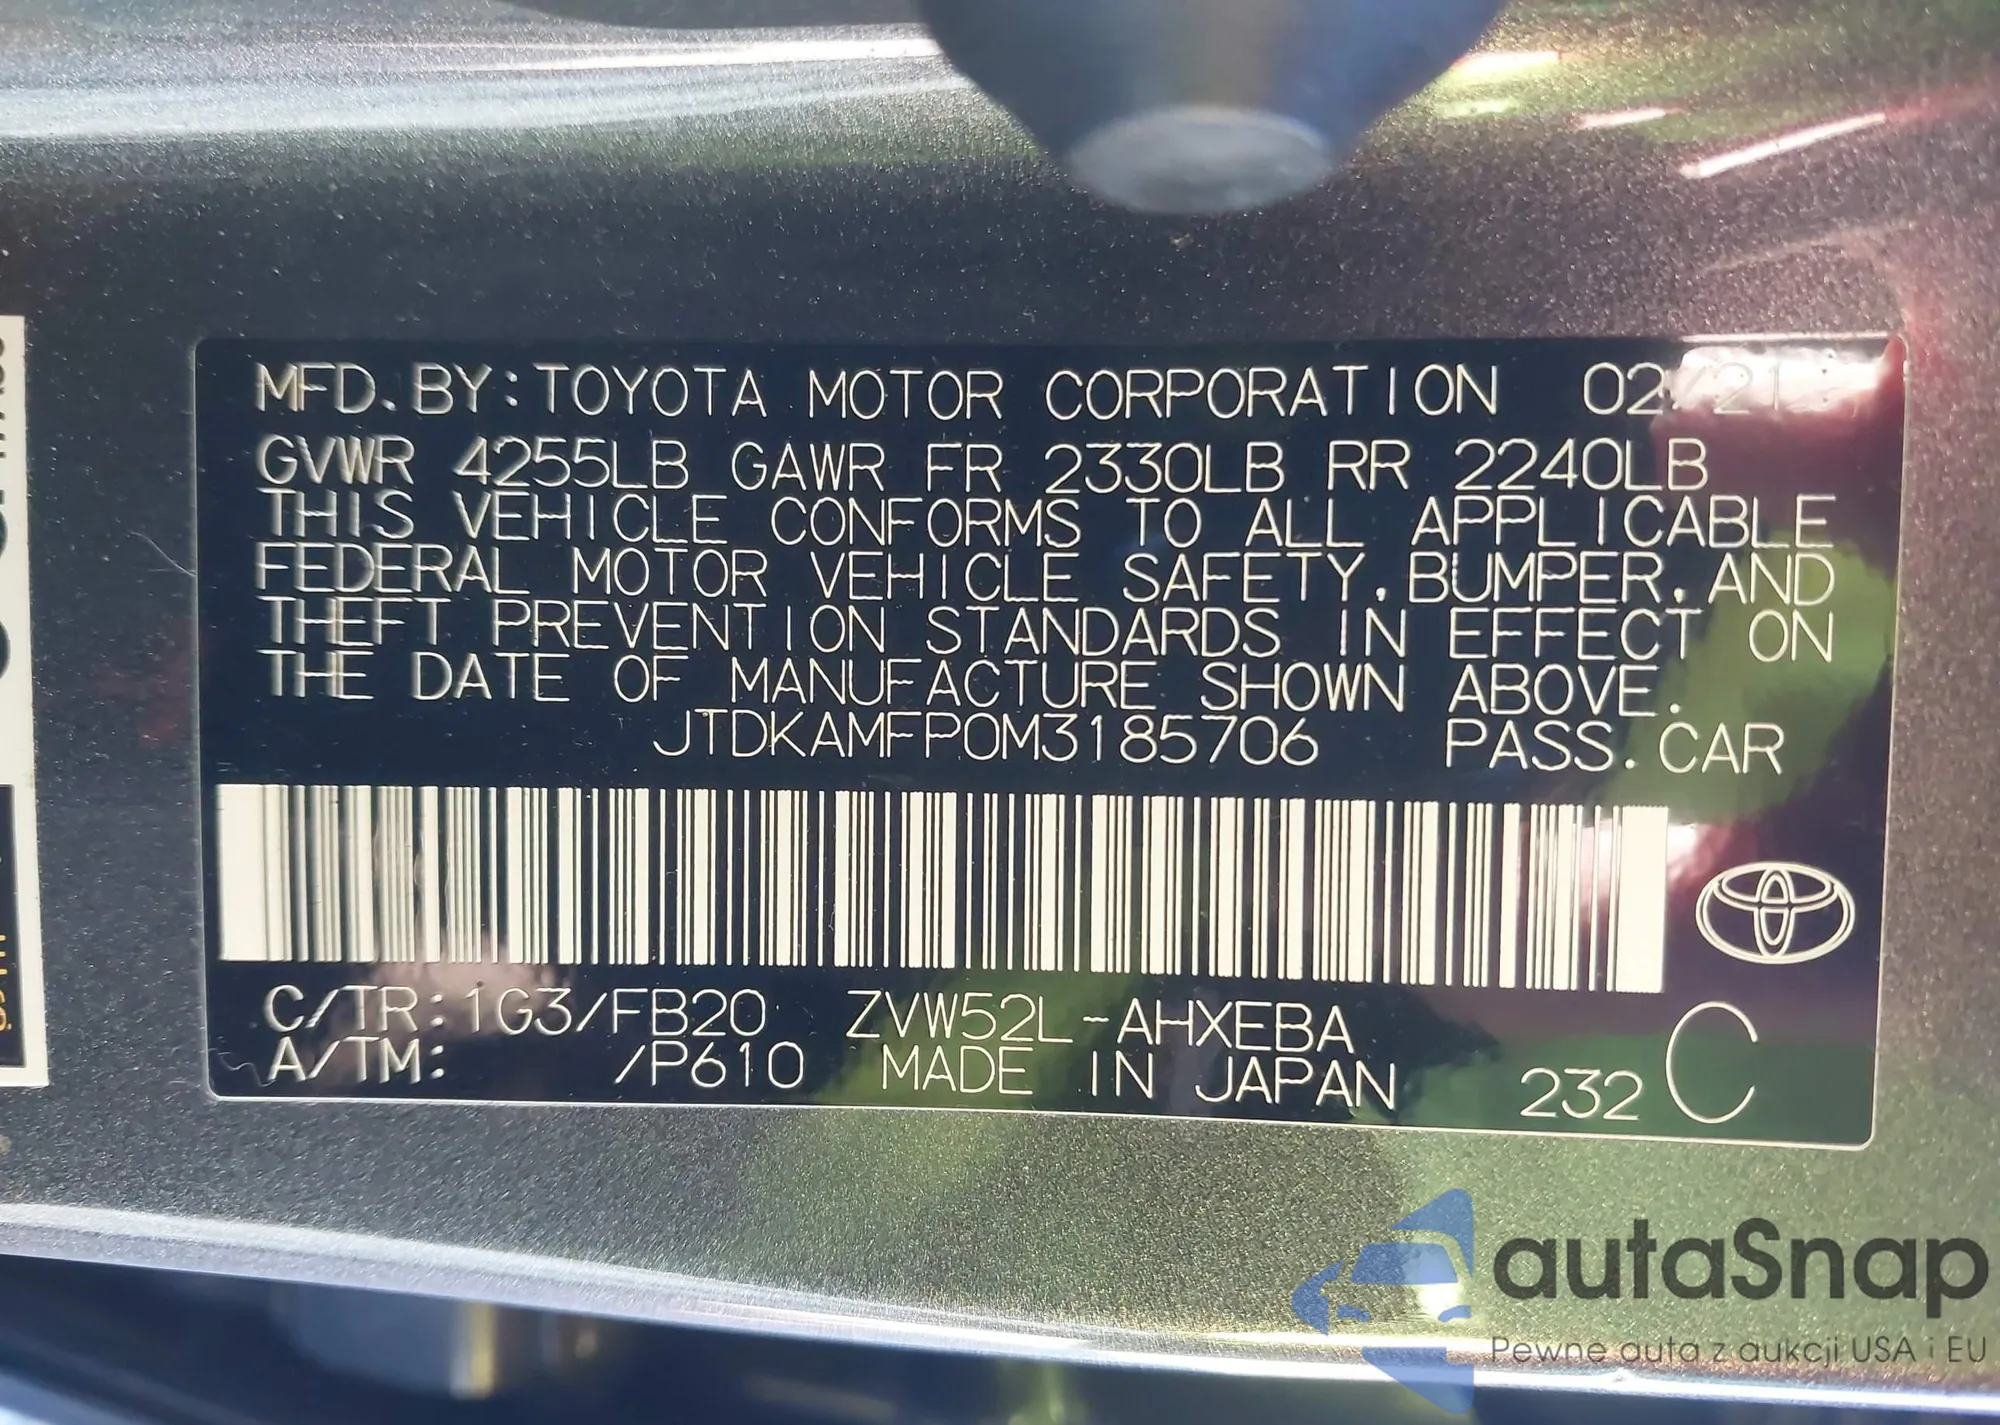 MFD. BY: TOYOTA MOTOR CORPORATION 02/21
GVWR 4255LB GAWR FR 2330LB RR 2240LB
THIS VEHICLE CONFORMS TO ALL APPLICABLE
FEDERAL MOTOR VEHICLE SAFETY, BUMPER, AND
THEFT PREVENTION STANDARDS IN EFFECT ON
THE DATE OF MANUFACTURE SHOWN ABOVE.
JTDKAMFP0M3185706 PASS. CAR
C/TR: 1G3/FB20 ZVW52L-AHXEBA
A/TM: /P610 MADE IN JAPAN 232 C
autaSnap
Pewne auta z aukcji USA i EU